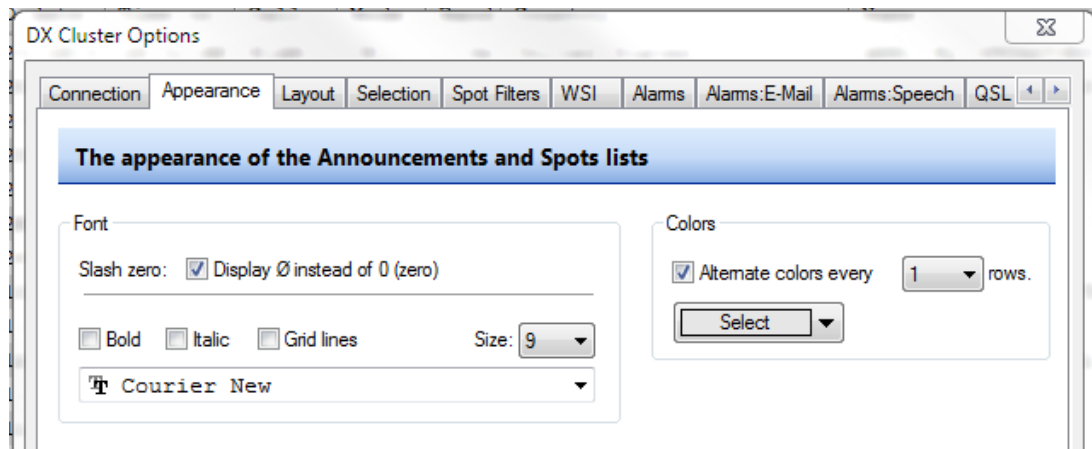 DX Cluster Options
Connection Appearance Layout Selection Spot Filters WSI Alarms Alarms:E-Mail Alarms:Speech QSL
The appearance of the Announcements and Spots lists
Font
Slash zero: Display Ø instead of 0 (zero)
Bold Italic Grid lines Size: 9
Courier New
Colors
Alternate colors every 1 rows.
Select